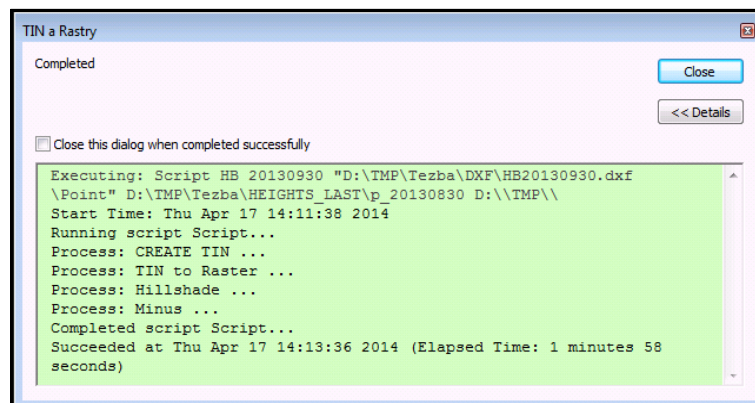 TIN a Rastry
Completed
Close
<< Details
Close this dialog when completed successfully
Executing: Script HB 20130930 "D:\TMP\Tezba\DXF\HB20130930.dxf
\Point" D:\TMP\Tezba\HEIGHTS_LAST\p_20130830 D:\\TMP\\
Start Time: Thu Apr 17 14:11:38 2014
Running script Script...
Process: CREATE TIN ...
Process: TIN to Raster ...
Process: Hillshade ...
Process: Minus ...
Completed script Script...
Succeeded at Thu Apr 17 14:13:36 2014 (Elapsed Time: 1 minutes 58
seconds)